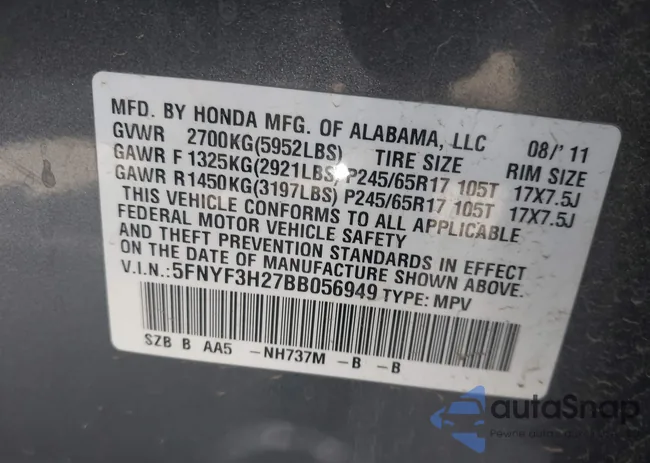 MFD. BY HONDA MFG. OF ALABAMA, LLC 08/'11
GVWR 2700KG(5952LBS) TIRE SIZE RIM SIZE
GAWR F 1325KG(2921LBS) P245/65R17 105T 17X7.5J
GAWR R1450KG(3197LBS) P245/65R17 105T 17X7.5J
THIS VEHICLE CONFORMS TO ALL APPLICABLE
FEDERAL MOTOR VEHICLE SAFETY
AND THEFT PREVENTION STANDARDS IN EFFECT
ON THE DATE OF MANUFACTURE SHOWN ABOVE.
V.I.N.:5FNYF3H27BB056949 TYPE: MPV
SZB B AA5 -NH737M -B -B
autoSnap
Pewne auto z